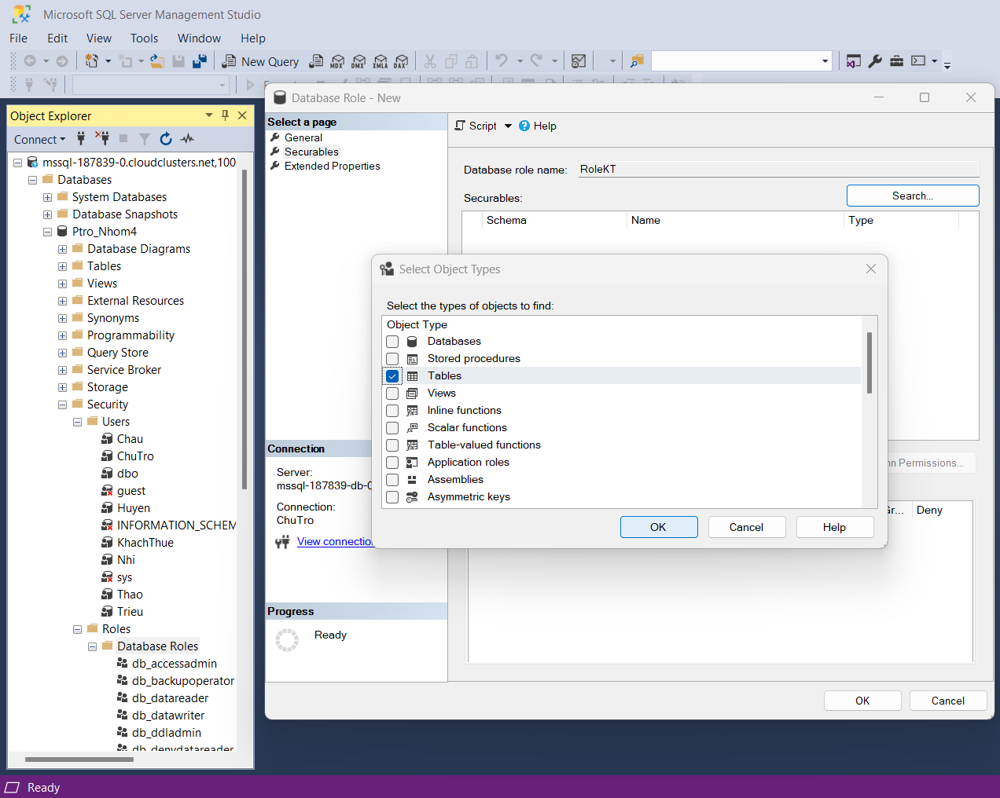 Microsoft SQL Server Management Studio
File Edit View Tools Window Help
New Query MDX DMX XMLA DAX
Object Explorer
Connect
mssql-187839-0.cloudclusters.net,100
Databases
System Databases
Database Snapshots
Ptro_Nhom4
Database Diagrams
Tables
Views
External Resources
Synonyms
Programmability
Query Store
Service Broker
Storage
Security
Users
Chau
ChuTro
dbo
guest
Huyen
INFORMATION_SCHEM
KhachThue
Nhi
sys
Thao
Trieu
Roles
Database Roles
db_accessadmin
db_backupoperator
db_datareader
db_datawriter
db_ddladmin
db_denydatareader
Database Role - New
Select a page
General
Securables
Extended Properties
Script Help
Database role name: RoleKT
Securables: Search...
Schema Name Type
Select Object Types
Select the types of objects to find:
Object Type
Databases
Stored procedures
Tables
Views
Inline functions
Scalar functions
Table-valued functions
Application roles
Assemblies
Asymmetric keys
OK Cancel Help
Connection
Server:
mssql-187839-db-0
Connection:
ChuTro
View connectio
Permissions...
Gr... Deny
Progress
Ready
OK Cancel
Ready